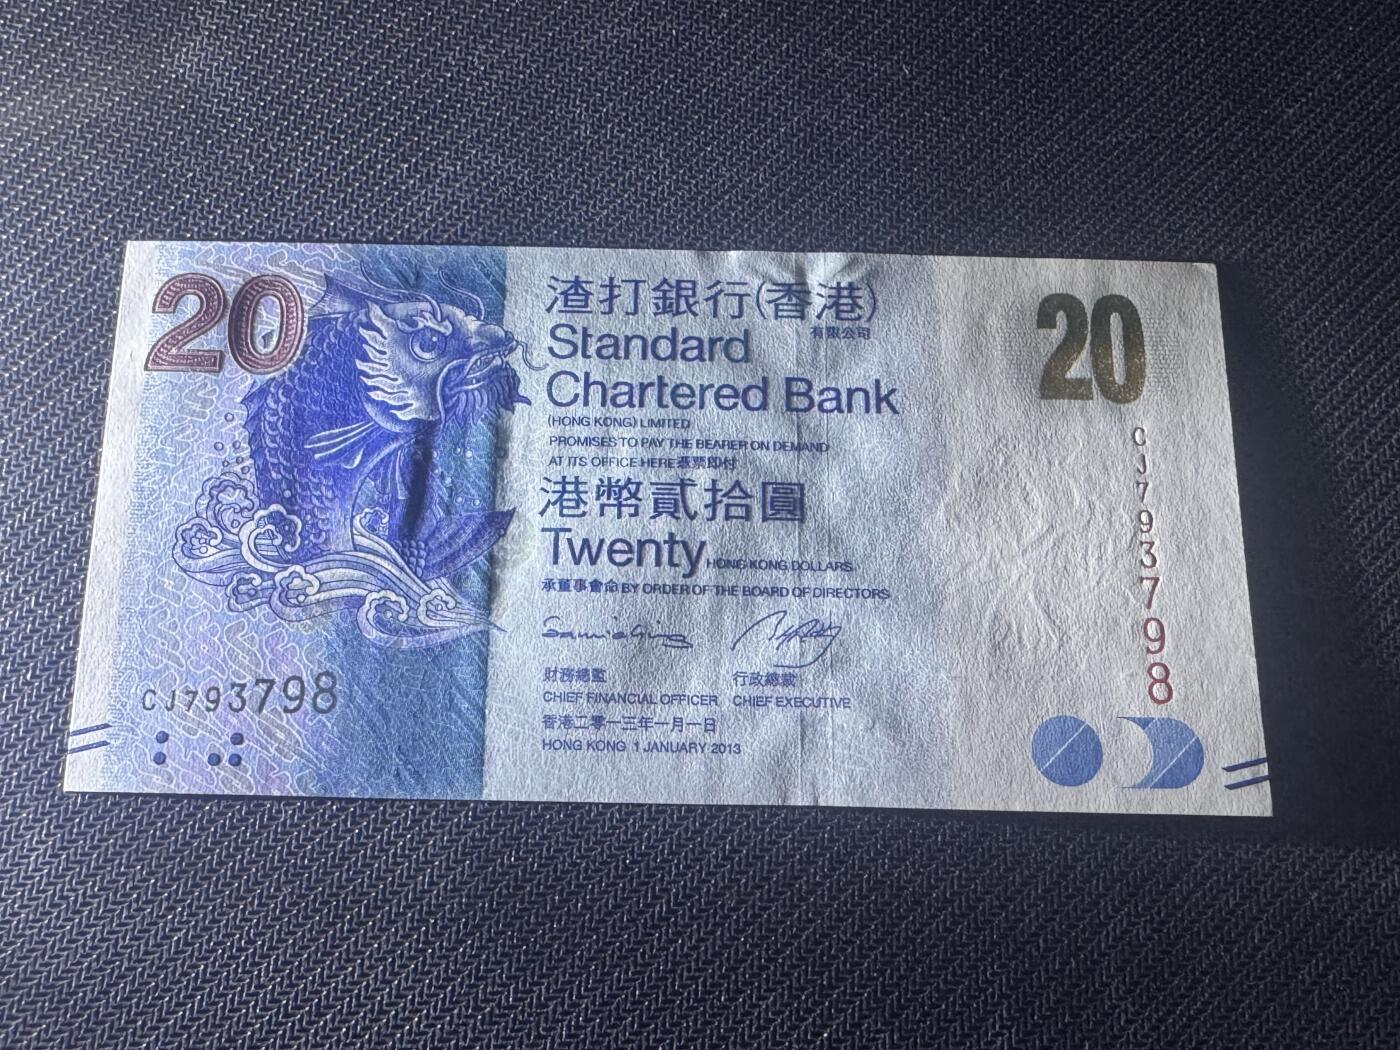 20
渣打銀行(香港)
有限公司
Standard
Chartered Bank
(HONG KONG) LIMITED
PROMISES TO PAY THE BEARER ON DEMAND
AT ITS OFFICE HERE 憑票即付
港幣貳拾圓
Twenty HONG KONG DOLLARS
承董事會命 BY ORDER OF THE BOARD OF DIRECTORS
財務總監
CHIEF FINANCIAL OFFICER
行政總裁
CHIEF EXECUTIVE
香港二零一三年一月一日
HONG KONG 1 JANUARY 2013
CJ793798
20
CJ793798